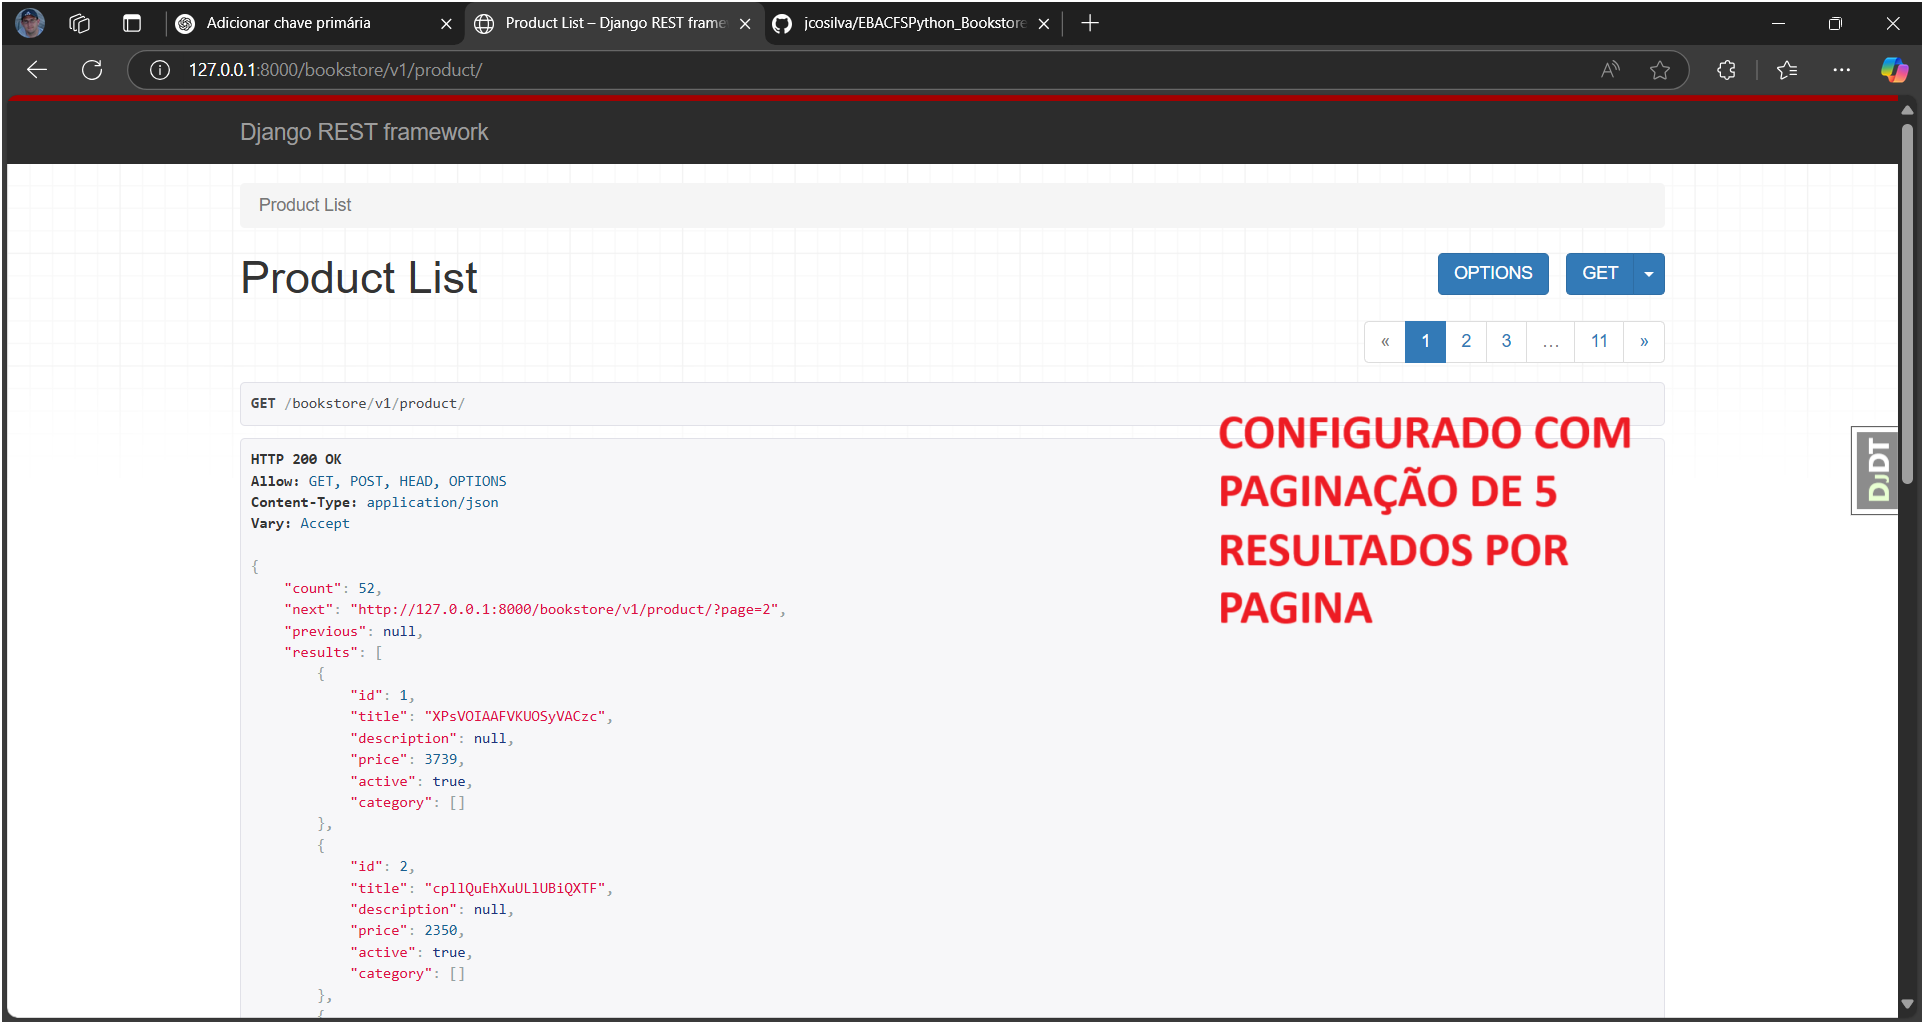 Adicionar chave primária
Product List – Django REST frame
jcosilva/EBACFSPython_Bookstore
127.0.0.1:8000/bookstore/v1/product/
Django REST framework
Product List
Product List
OPTIONS
GET
« 1 2 3 … 11 »
GET /bookstore/v1/product/
CONFIGURADO COM
PAGINAÇÃO DE 5
RESULTADOS POR
PAGINA
DJDT
HTTP 200 OK
Allow: GET, POST, HEAD, OPTIONS
Content-Type: application/json
Vary: Accept
{
"count": 52,
"next": "http://127.0.0.1:8000/bookstore/v1/product/?page=2",
"previous": null,
"results": [
{
"id": 1,
"title": "XPsVOIAAFVKUOSyVACzc",
"description": null,
"price": 3739,
"active": true,
"category": []
},
{
"id": 2,
"title": "cpllQuEhXuULlUBiQXTF",
"description": null,
"price": 2350,
"active": true,
"category": []
},
{